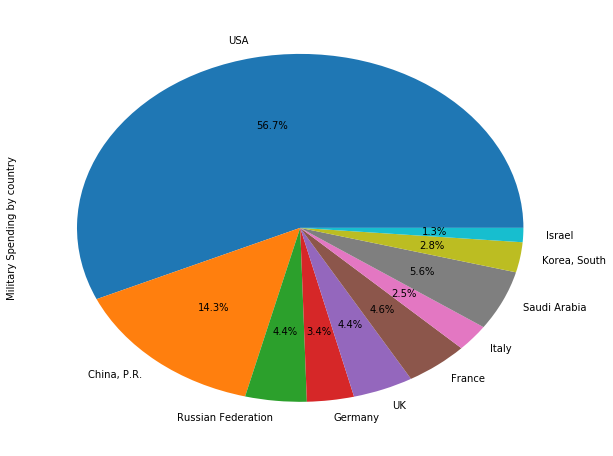 USA
56.7%
1.3%
Israel
2.8%
Korea, South
5.6%
Saudi Arabia
2.5%
Italy
4.6%
France
4.4%
UK
3.4%
Germany
4.4%
Russian Federation
14.3%
China, P.R.
Military Spending by country